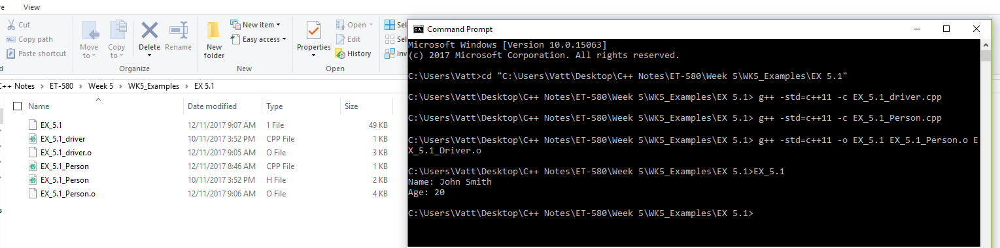 re View
Cut
Copy path
Paste shortcut
Move to
Copy to
Delete
Rename
New folder
New item
Easy access
Properties
Open
Edit
History
Sel
Sel
Inv
d
Organize
New
Open
C++ Notes > ET-580 > Week 5 > WK5_Examples > EX 5.1
Name Date modified Type Size
EX_5.1 12/11/2017 9:07 AM 1 File 49 KB
EX_5.1_driver 10/11/2017 3:52 PM CPP File 1 KB
EX_5.1_driver.o 12/11/2017 9:05 AM O File 3 KB
EX_5.1_Person 12/11/2017 8:46 AM CPP File 1 KB
EX_5.1_Person 10/11/2017 3:52 PM H File 2 KB
EX_5.1_Person.o 12/11/2017 9:06 AM O File 4 KB
s
C:\. Command Prompt
Microsoft Windows [Version 10.0.15063]
(c) 2017 Microsoft Corporation. All rights reserved.
C:\Users\Vatt>cd "C:\Users\Vatt\Desktop\C++ Notes\ET-580\Week 5\WK5_Examples\EX 5.1"
C:\Users\Vatt\Desktop\C++ Notes\ET-580\Week 5\WK5_Examples\EX 5.1> g++ -std=c++11 -c EX_5.1_driver.cpp
C:\Users\Vatt\Desktop\C++ Notes\ET-580\Week 5\WK5_Examples\EX 5.1> g++ -std=c++11 -c EX_5.1_Person.cpp
C:\Users\Vatt\Desktop\C++ Notes\ET-580\Week 5\WK5_Examples\EX 5.1> g++ -std=c++11 -o EX_5.1 EX_5.1_Person.o E
X_5.1_Driver.o
C:\Users\Vatt\Desktop\C++ Notes\ET-580\Week 5\WK5_Examples\EX 5.1>EX_5.1
Name: John Smith
Age: 20
C:\Users\Vatt\Desktop\C++ Notes\ET-580\Week 5\WK5_Examples\EX 5.1>